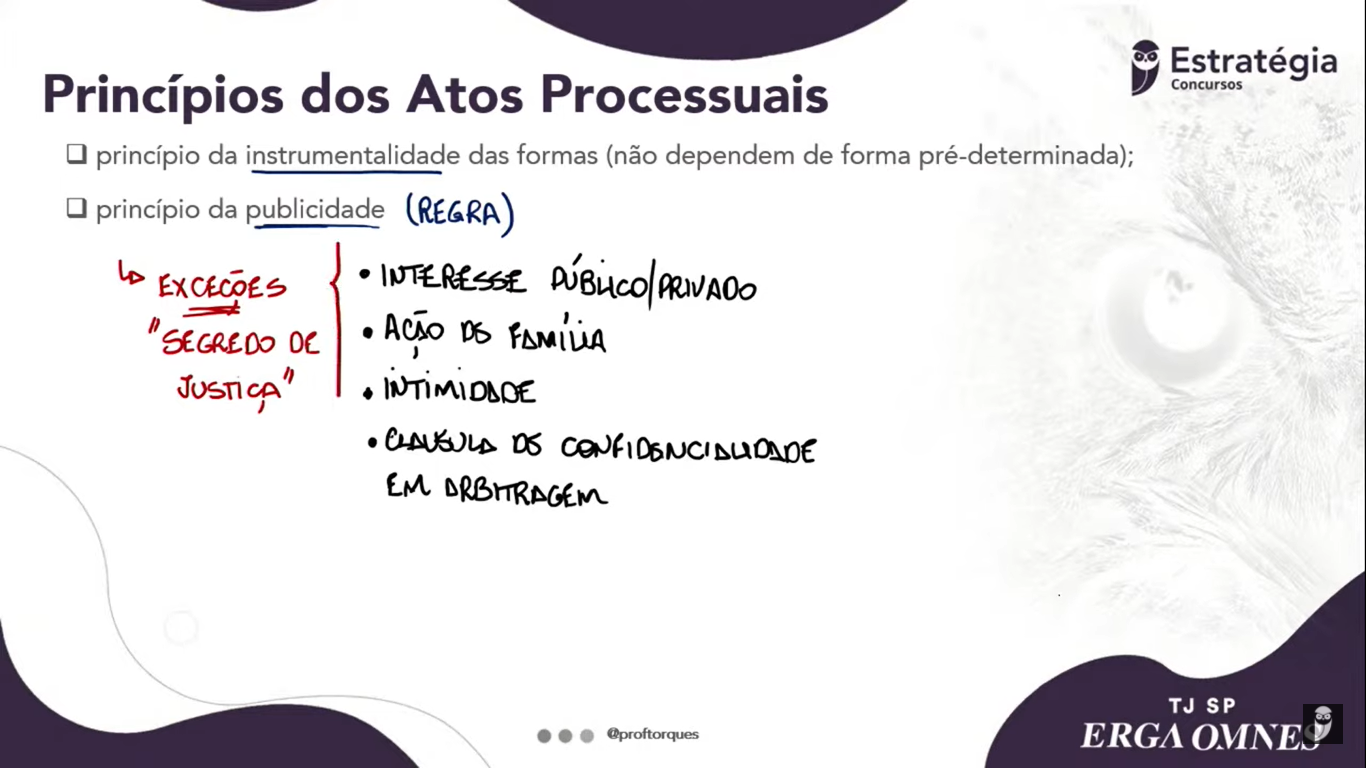 Estratégia
Concursos
Princípios dos Atos Processuais
❑ princípio da instrumentalidade das formas (não dependem de forma pré-determinada);
❑ princípio da publicidade (REGRA)
↳ EXCEÇÕES
"SEGREDO DE
JUSTIÇA"
• INTERESSE PÚBLICO/PRIVADO
• AÇÃO DE FAMÍLIA
• INTIMIDADE
• CLAUSULA DE CONFIDENCIALIDADE
EM ARBITRAGEM
@proftorques
TJ SP
ERGA OMNES